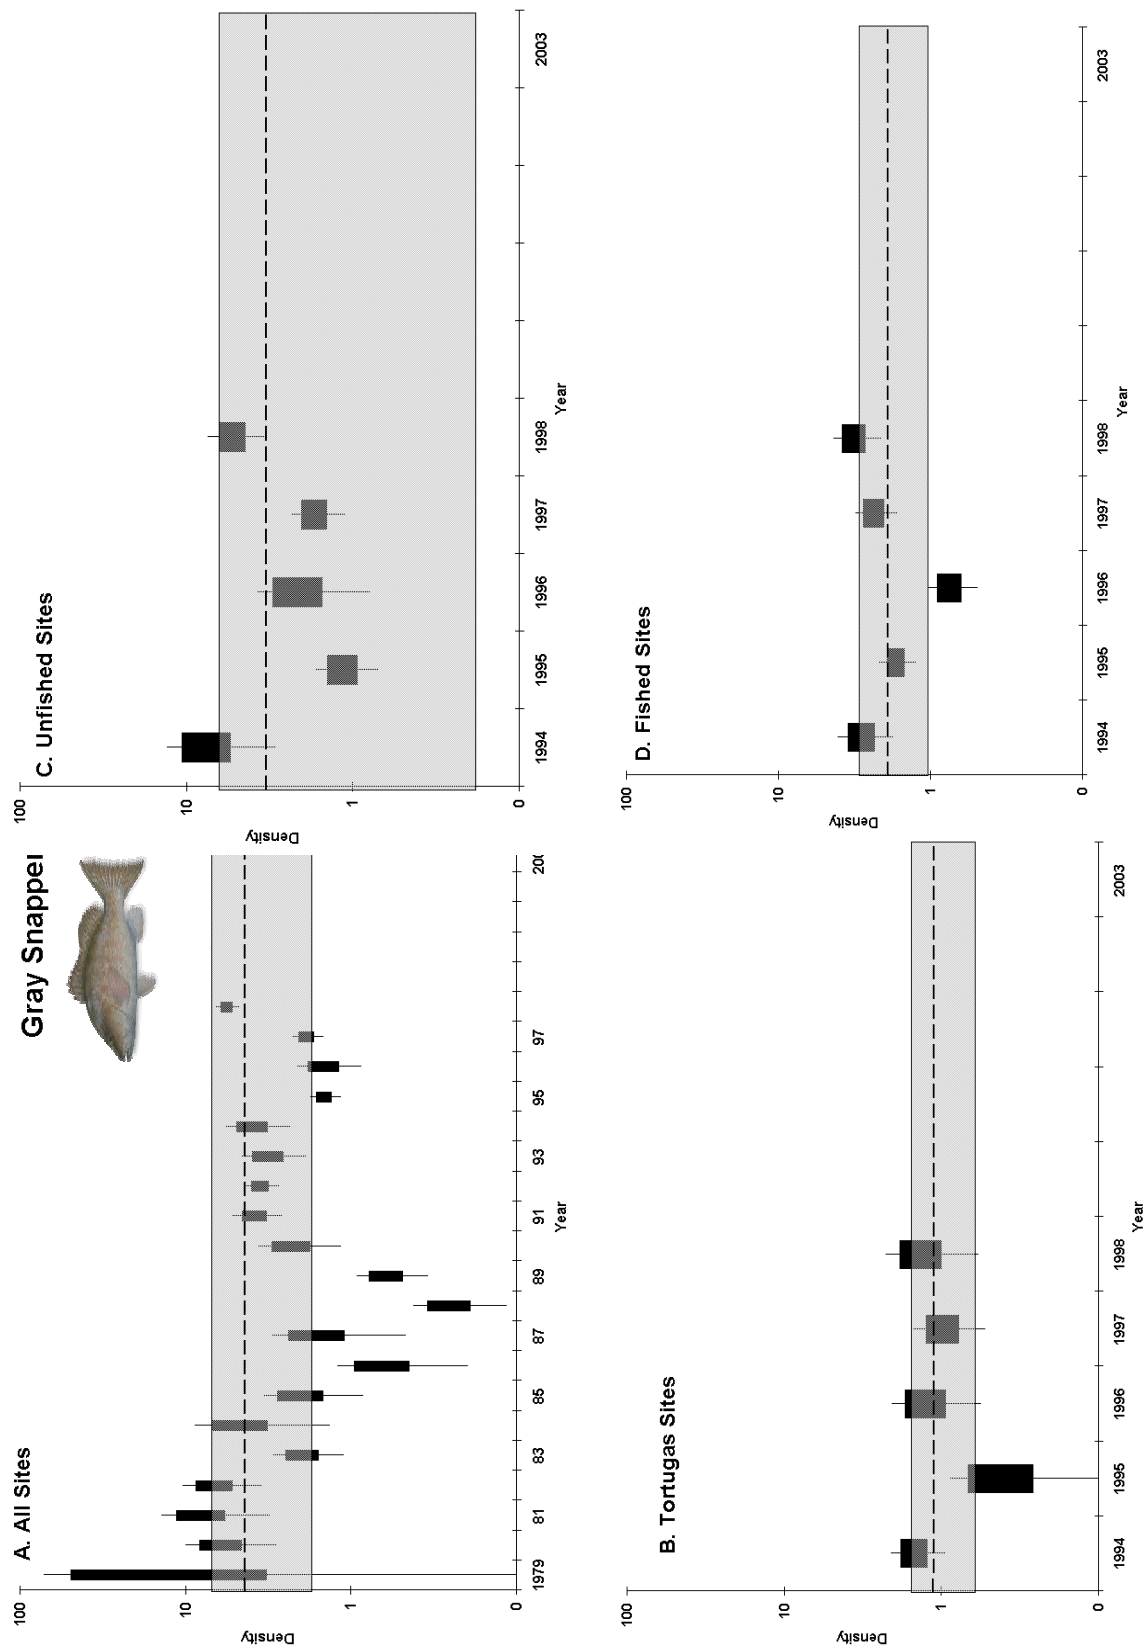 A. All Sites
Gray Snapper
Density
100
10
1
0
1979 81 83 85 87 89 91 93 95 97
Year
C. Unfished Sites
Density
100
10
1
0
1994 1995 1996 1997 1998 2003
Year
B. Tortugas Sites
Density
100
10
1
0
1994 1995 1996 1997 1998 2003
Year
D. Fished Sites
Density
100
10
1
0
1994 1995 1996 1997 1998 2003
Year